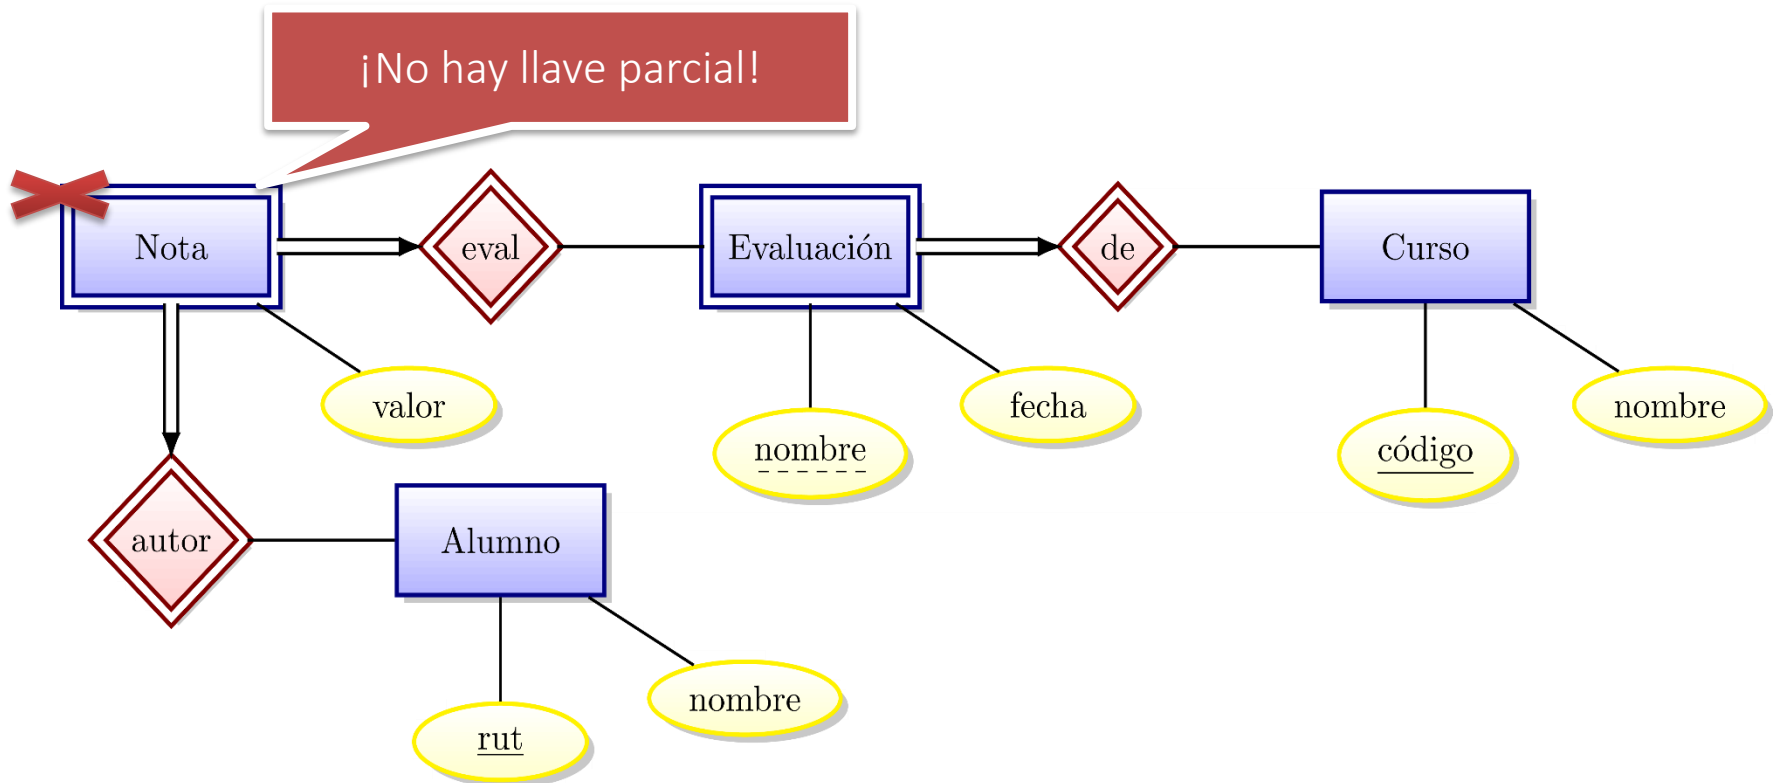 ¡No hay llave parcial!
Nota
eval
Evaluación
de
Curso
valor
nombre
fecha
código
nombre
autor
Alumno
rut
nombre